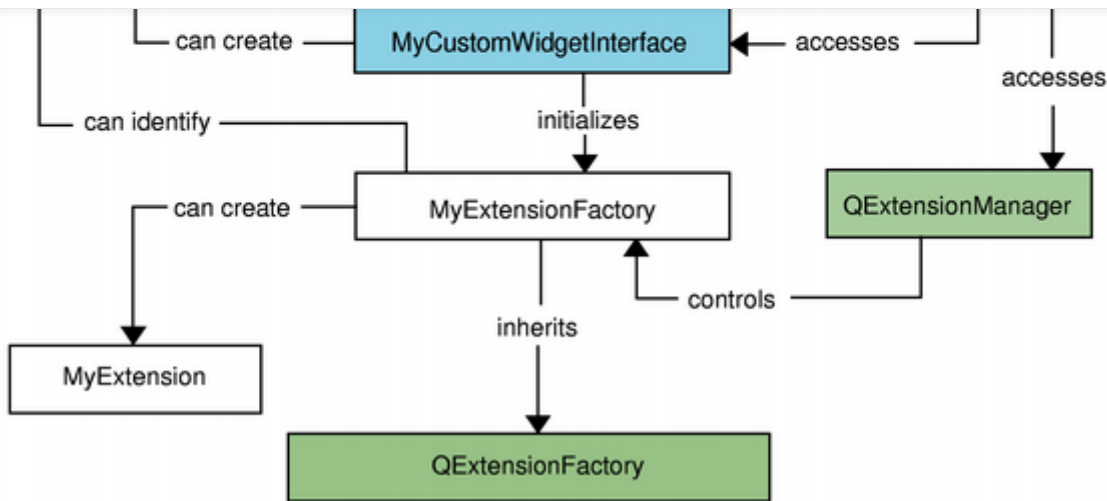 can create
MyCustomWidgetInterface
accesses
accesses
can identify
initializes
can create
MyExtensionFactory
QExtensionManager
controls
inherits
MyExtension
QExtensionFactory